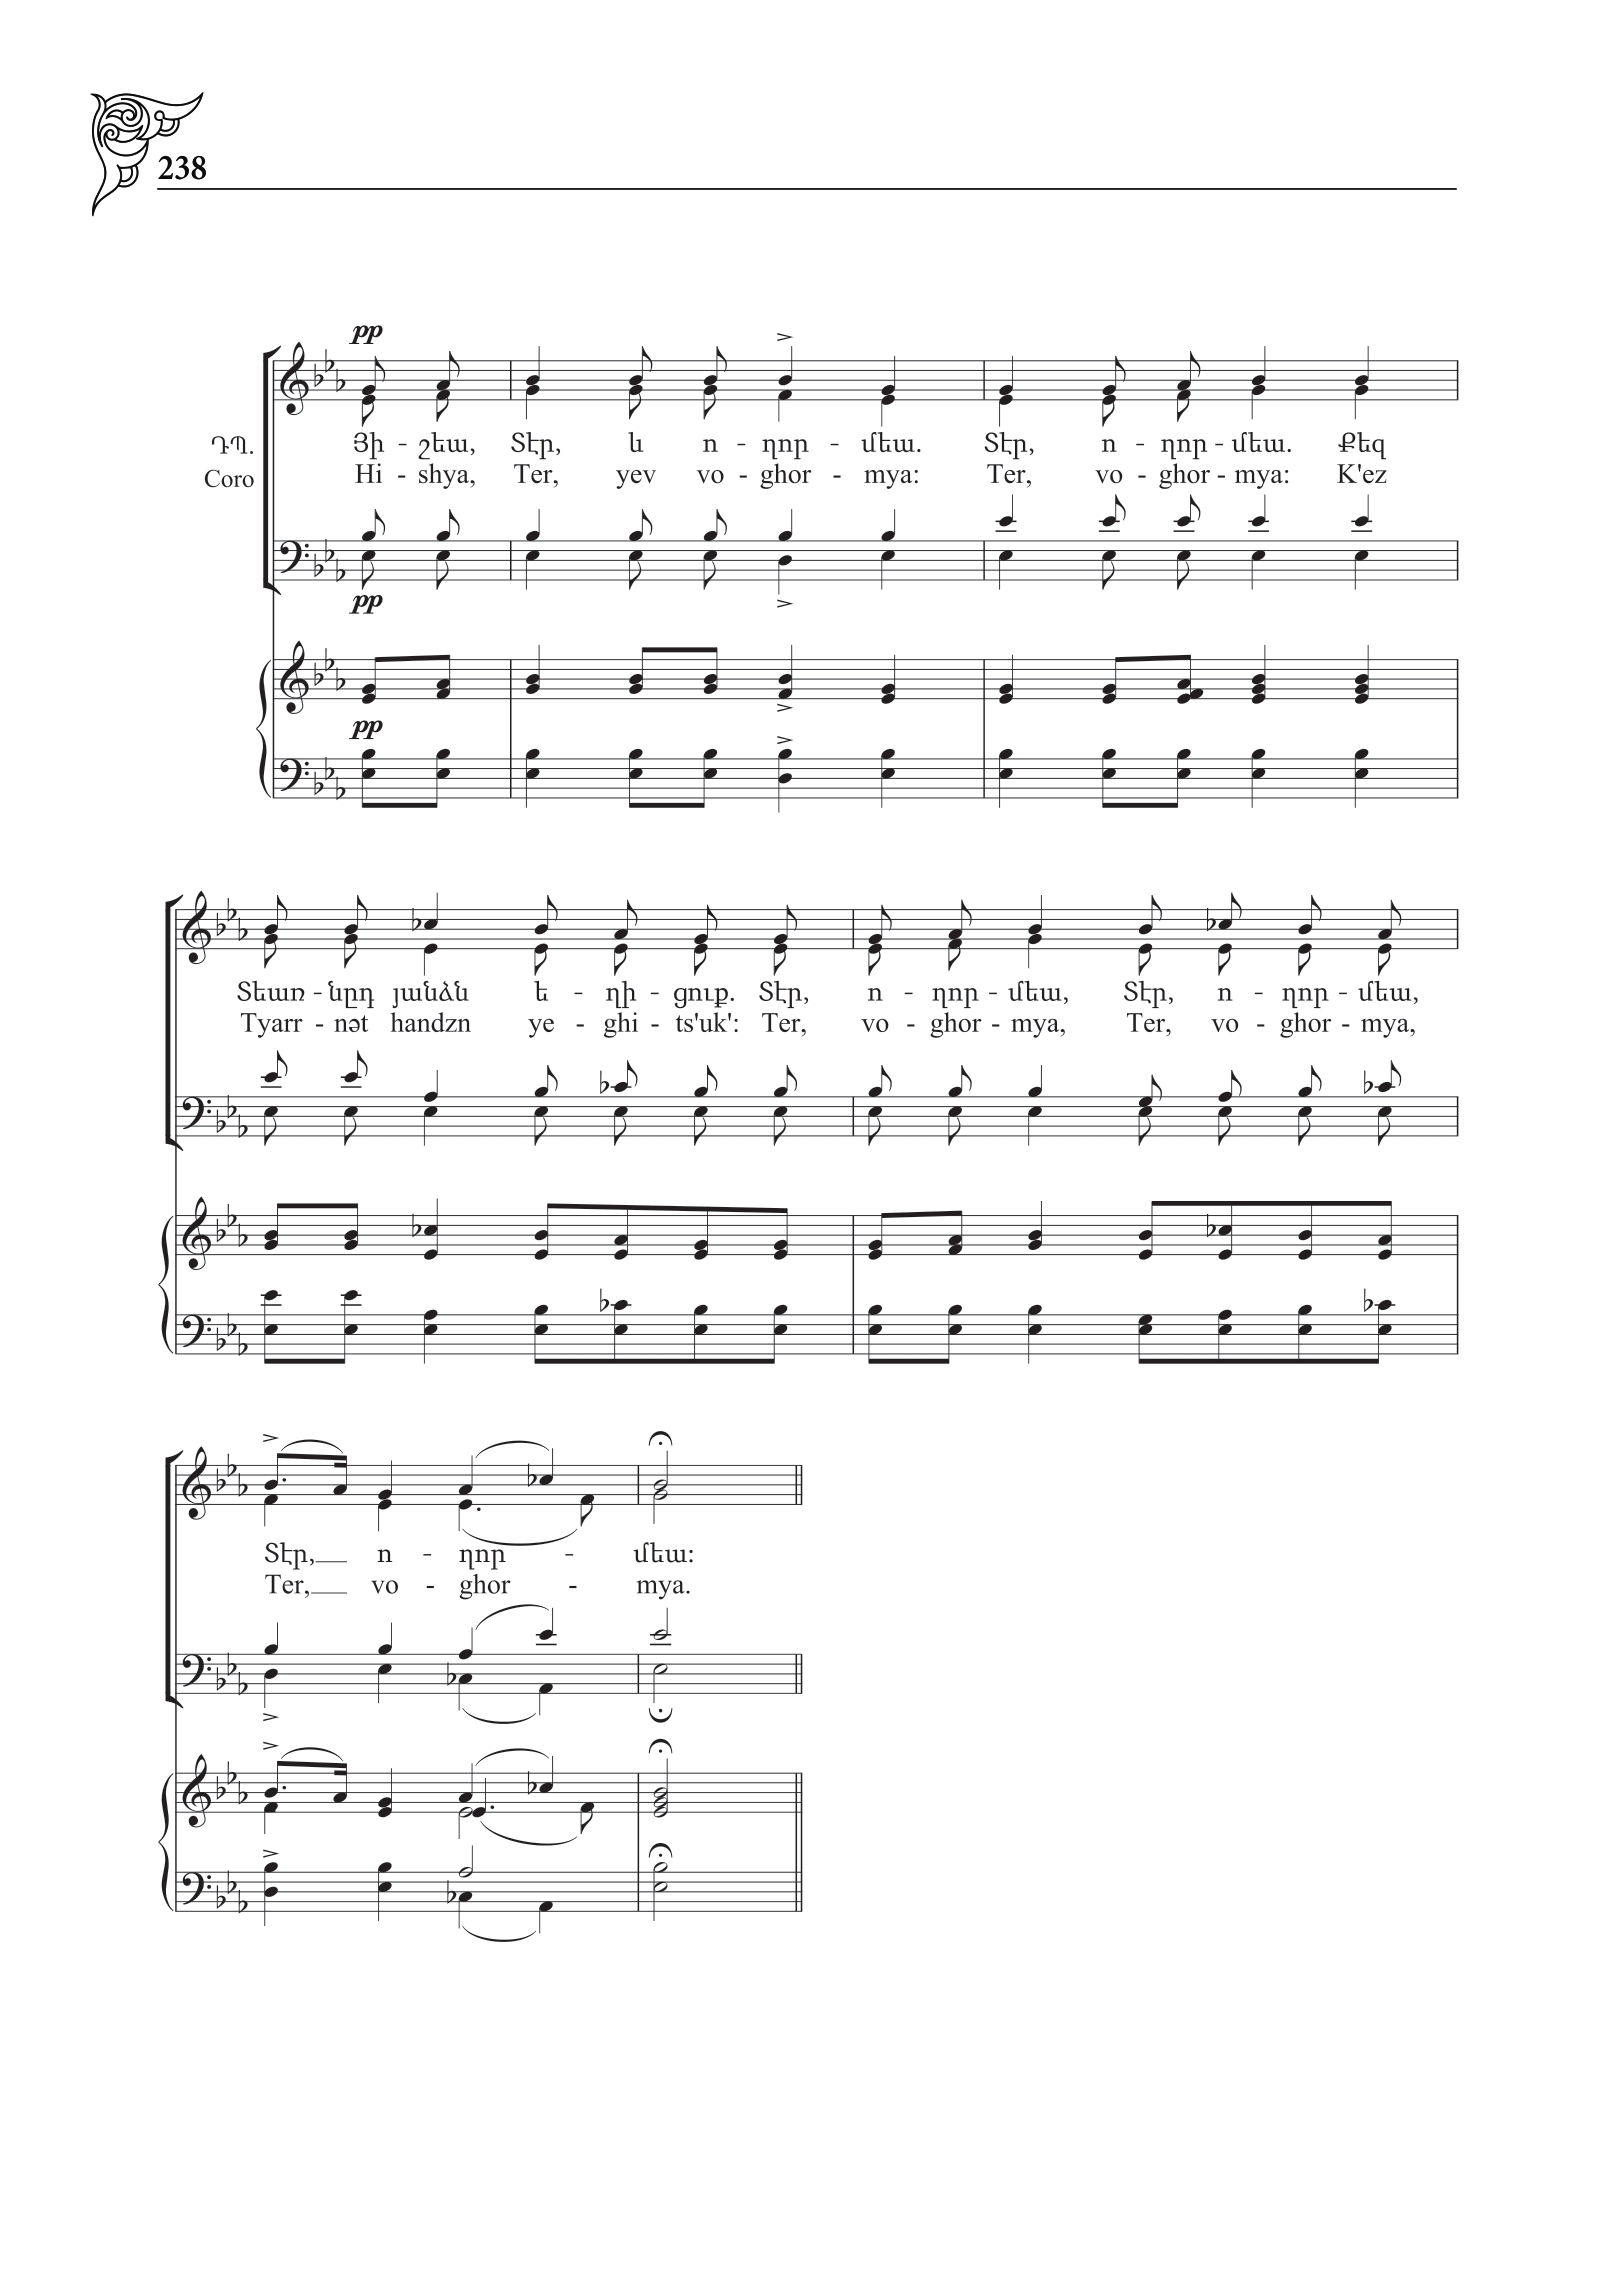 238
pp
ԴՊ. Յի - շեա, Տէր, և ո - ղոր - մեա. Տէր, ո - ղոր - մեա. Քեզ
Coro Hi - shya, Ter, yev vo - ghor - mya: Ter, vo - ghor - mya: K'ez
pp
pp
Տեառ - նըդ յանձն ե - ղի - ցուք. Տէր, ո - ղոր - մեա, Տէր, ո - ղոր - մեա,
Tyarr - nət handzn ye - ghi - ts'uk': Ter, vo - ghor - mya, Ter, vo - ghor - mya,
Տէր, ո - ղոր - մեա:
Ter, vo - ghor - mya.